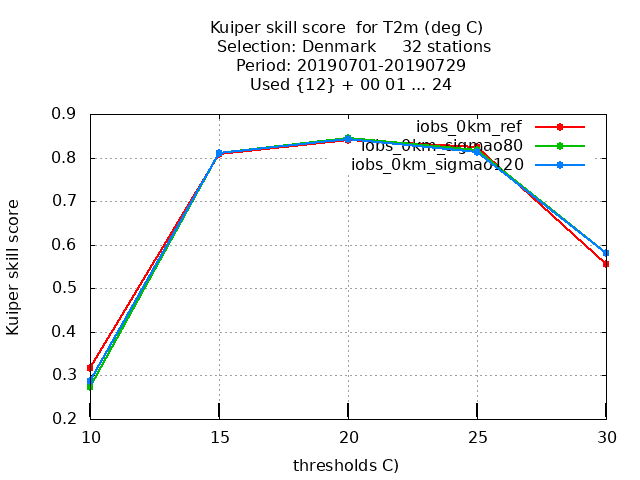 Kuiper skill score  for T2m (deg C)
Selection: Denmark     32 stations
Period: 20190701-20190729
Used {12} + 00 01 ... 24
0.9
0.8
0.7
0.6
0.5
0.4
0.3
0.2
Kuiper skill score
iobs_0km_ref
iobs_0km_sigmao80
iobs_0km_sigmao120
10
15
20
25
30
thresholds C)